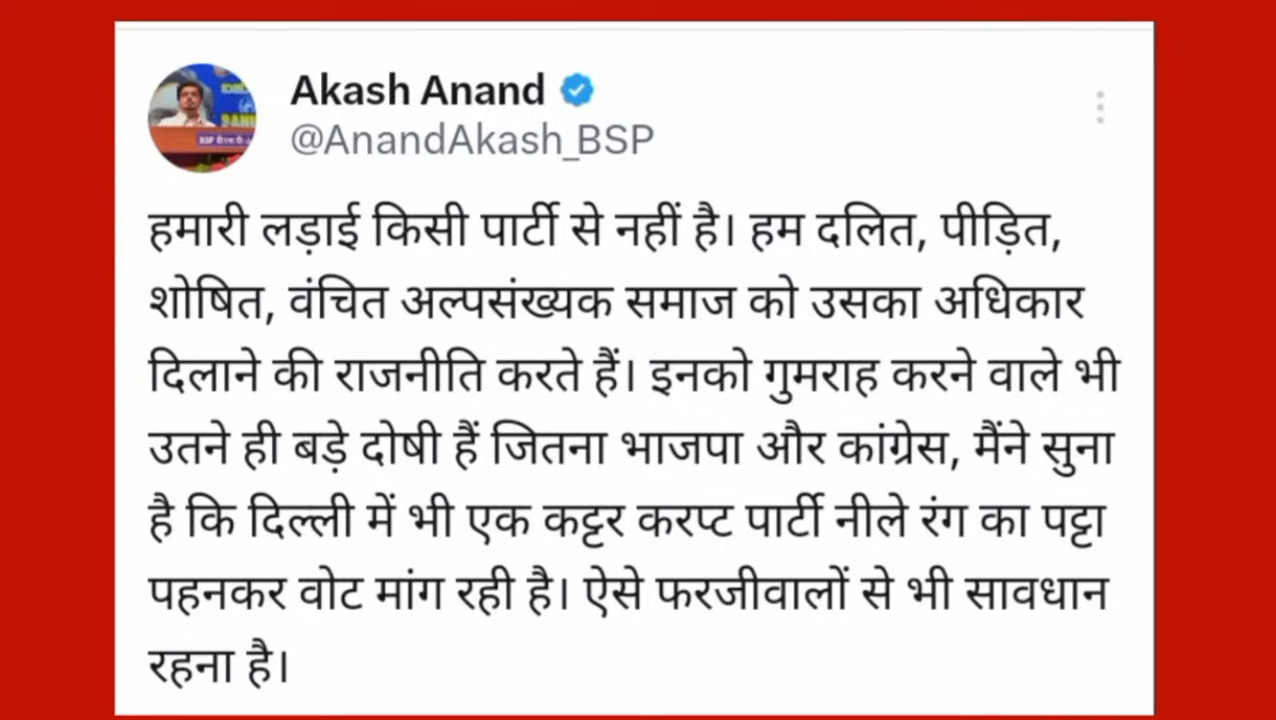 Akash Anand
@AnandAkash_BSP
हमारी लड़ाई किसी पार्टी से नहीं है। हम दलित, पीड़ित,
शोषित, वंचित अल्पसंख्यक समाज को उसका अधिकार
दिलाने की राजनीति करते हैं। इनको गुमराह करने वाले भी
उतने ही बड़े दोषी हैं जितना भाजपा और कांग्रेस, मैंने सुना
है कि दिल्ली में भी एक कट्टर करप्ट पार्टी नीले रंग का पट्टा
पहनकर वोट मांग रही है। ऐसे फरजीवालों से भी सावधान
रहना है।